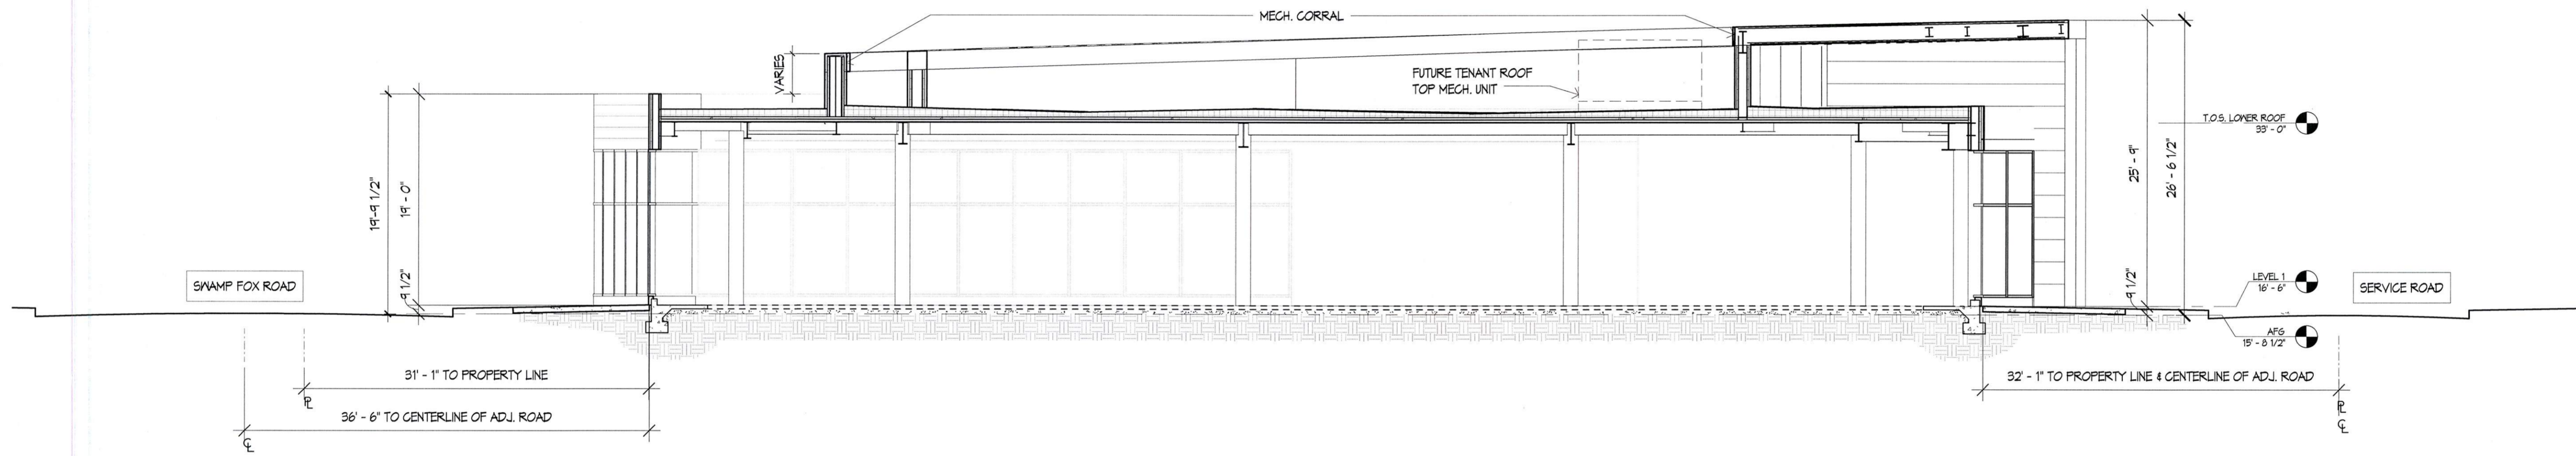 MECH. CORRAL
VARIES
FUTURE TENANT ROOF
TOP MECH. UNIT
T.O.S. LOWER ROOF
33' - 0"
19'-9 1/2"
19' - 0"
9 1/2"
25' - 9"
26' - 6 1/2"
9 1/2"
SWAMP FOX ROAD
LEVEL 1
16' - 6"
SERVICE ROAD
AFG
15' - 8 1/2"
31' - 1" TO PROPERTY LINE
PL
36' - 6" TO CENTERLINE OF ADJ. ROAD
CL
32' - 1" TO PROPERTY LINE & CENTERLINE OF ADJ. ROAD
PL
CL